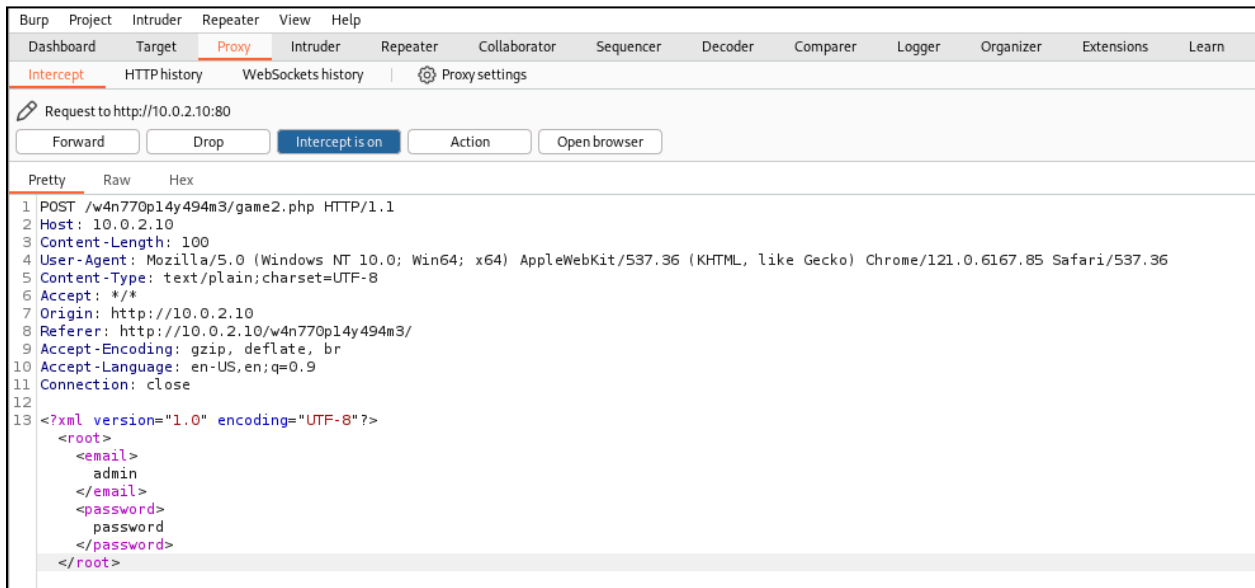 Burp Project Intruder Repeater View Help
Dashboard Target Proxy Intruder Repeater Collaborator Sequencer Decoder Comparer Logger Organizer Extensions Learn
Intercept HTTP history WebSockets history Proxy settings
Request to http://10.0.2.10:80
Forward Drop Intercept is on Action Open browser
Pretty Raw Hex
1 POST /w4n770p14y494m3/game2.php HTTP/1.1
2 Host: 10.0.2.10
3 Content-Length: 100
4 User-Agent: Mozilla/5.0 (Windows NT 10.0; Win64; x64) AppleWebKit/537.36 (KHTML, like Gecko) Chrome/121.0.6167.85 Safari/537.36
5 Content-Type: text/plain;charset=UTF-8
6 Accept: */*
7 Origin: http://10.0.2.10
8 Referer: http://10.0.2.10/w4n770p14y494m3/
9 Accept-Encoding: gzip, deflate, br
10 Accept-Language: en-US,en;q=0.9
11 Connection: close
12
13 <?xml version="1.0" encoding="UTF-8"?>
<root>
<email>
admin
</email>
<password>
password
</password>
</root>